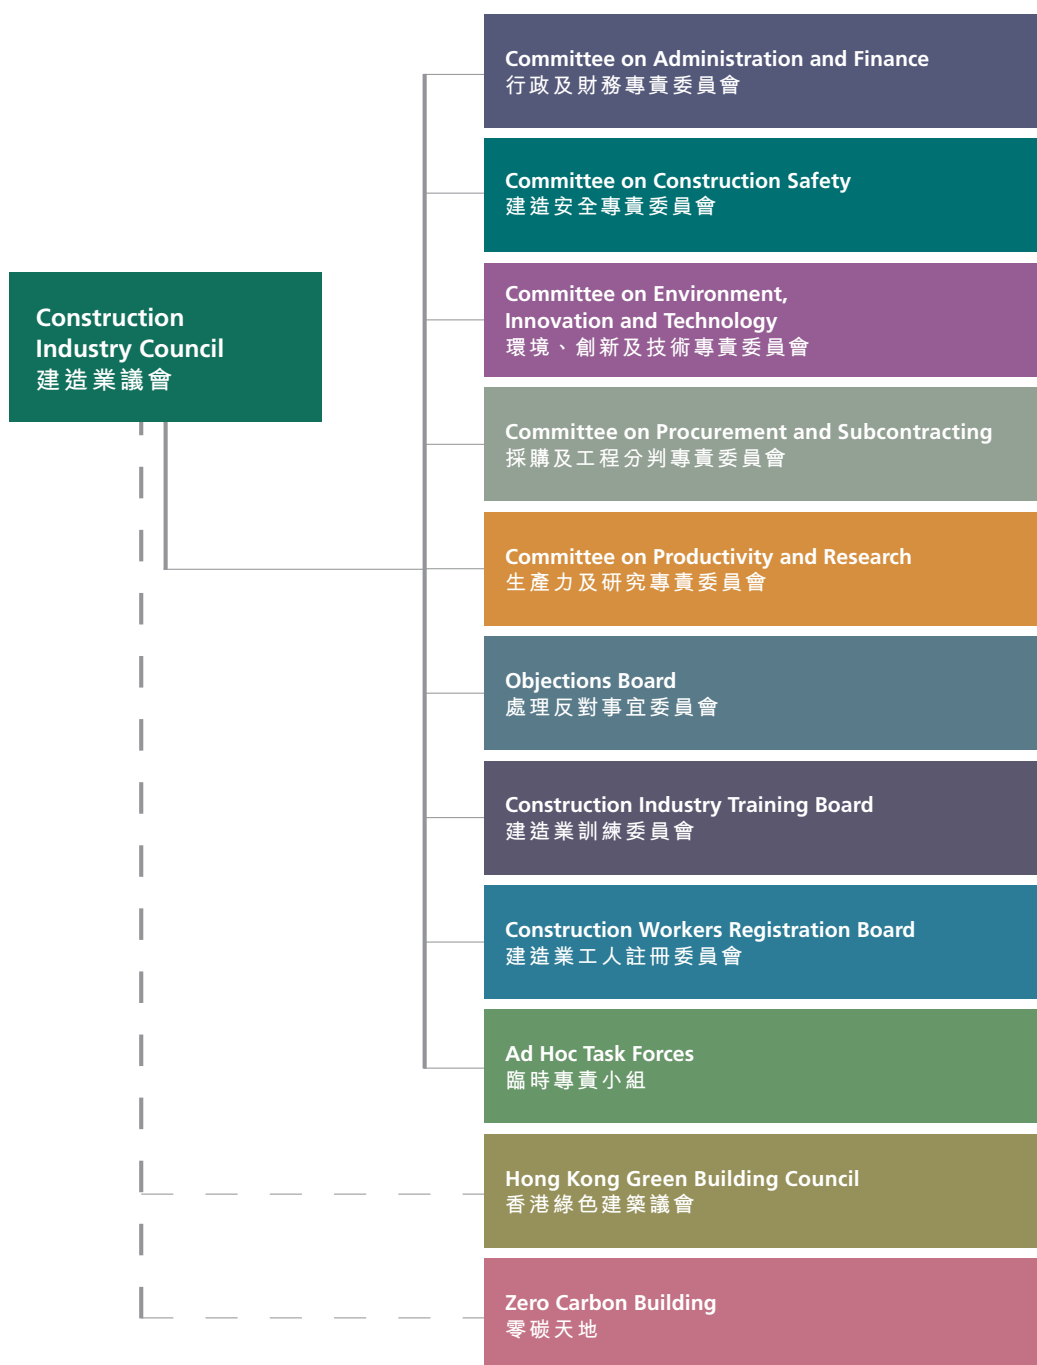 Construction
Industry Council
建造業議會
Committee on Administration and Finance
行政及財務專責委員會
Committee on Construction Safety
建造安全專責委員會
Committee on Environment,
Innovation and Technology
環境、創新及技術專責委員會
Committee on Procurement and Subcontracting
採購及工程分判專責委員會
Committee on Productivity and Research
生產力及研究專責委員會
Objections Board
處理反對事宜委員會
Construction Industry Training Board
建造業訓練委員會
Construction Workers Registration Board
建造業工人註冊委員會
Ad Hoc Task Forces
臨時專責小組
Hong Kong Green Building Council
香港綠色建築議會
Zero Carbon Building
零碳天地